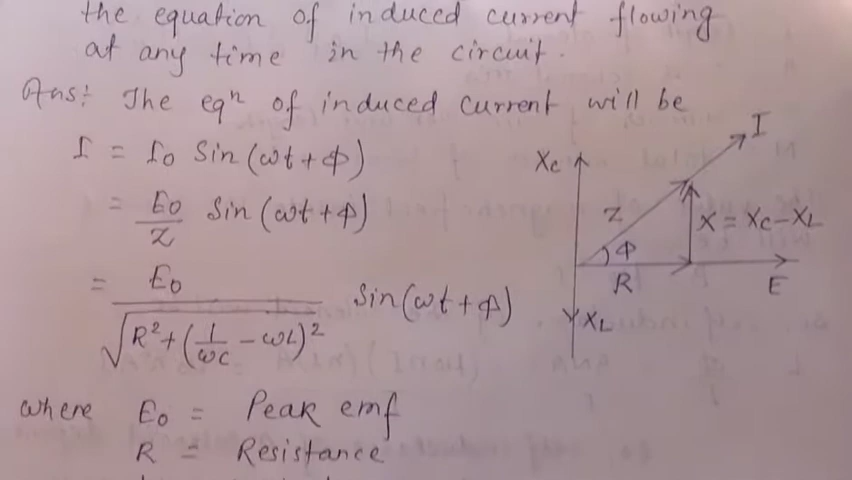 the equation of induced current flowing
at any time in the circuit.
Ans: The eqⁿ of induced current will be
I = I₀ Sin(ωt+ϕ)
= E₀/Z Sin(ωt+ϕ)
= E₀/√(R²+(1/ωC - ωL)²) Sin(ωt+ϕ)
Xc
I
Z
X = Xc-XL
ϕ
R
E
XL
where E₀ = Peak emf
R = Resistance